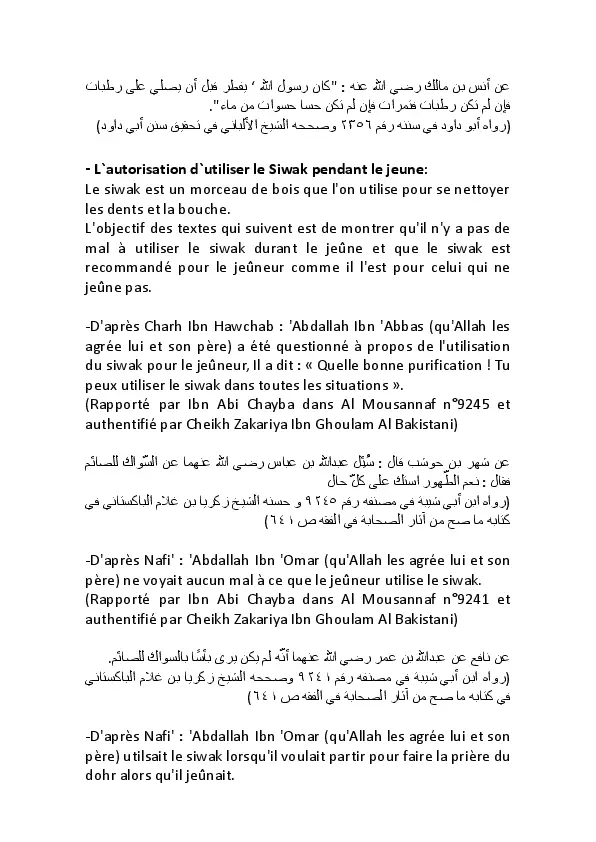 عن أنس بن مالك رضي الله عنه : "كان رسول الله ‘ يفطر قبل أن يصلي على رطبات
فإن لم تكن رطبات فتمرات فإن لم تكن حسا حسوات من ماء".
(رواه أبو داود في سننه رقم ٢٣٥٦ وصححه الشيخ الألباني في تحقيق سنن أبي داود)
- L`autorisation d`utiliser le Siwak pendant le jeune:
Le siwak est un morceau de bois que l'on utilise pour se nettoyer
les dents et la bouche.
L'objectif des textes qui suivent est de montrer qu'il n'y a pas de
mal à utiliser le siwak durant le jeûne et que le siwak est
recommandé pour le jeûneur comme il l'est pour celui qui ne
jeûne pas.
-D'après Charh Ibn Hawchab : 'Abdallah Ibn 'Abbas (qu'Allah les
agrée lui et son père) a été questionné à propos de l'utilisation
du siwak pour le jeûneur, Il a dit : « Quelle bonne purification ! Tu
peux utiliser le siwak dans toutes les situations ».
(Rapporté par Ibn Abi Chayba dans Al Mousannaf n°9245 et
authentifié par Cheikh Zakariya Ibn Ghoulam Al Bakistani)
عن شهر بن حوشب قال : سُئِل عبدالله بن عباس رضي الله عنهما عن السّواك للصائم
فقال : نعم الطّهور استك على كلّ حال
(رواه ابن أبي شيبة في مصنفه رقم ٩٢٤٥ و حسنه الشيخ زكريا بن غلام الباكستاني في
كتابه ما صح من آثار الصحابة في الفقه ص ٦٤١)
-D'après Nafi' : 'Abdallah Ibn 'Omar (qu'Allah les agrée lui et son
père) ne voyait aucun mal à ce que le jeûneur utilise le siwak.
(Rapporté par Ibn Abi Chayba dans Al Mousannaf n°9241 et
authentifié par Cheikh Zakariya Ibn Ghoulam Al Bakistani)
عن نافع عن عبدالله بن عمر رضي الله عنهما أنّه لم يكن يرى بأسًا بالسواك للصائم.
(رواه ابن أبي شيبة في مصنفه رقم ٩٢٤١ وصححه الشيخ زكريا بن غلام الباكستاني
في كتابه ما صح من آثار الصحابة في الفقه ص ٦٤١)
-D'après Nafi' : 'Abdallah Ibn 'Omar (qu'Allah les agrée lui et son
père) utilsait le siwak lorsqu'il voulait partir pour faire la prière du
dohr alors qu'il jeûnait.